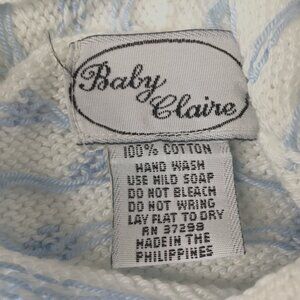 Baby
Claire
100% COTTON
HAND WASH
USE MILD SOAP
DO NOT BLEACH
DO NOT WRING
LAY FLAT TO DRY
RN 37299
MADE IN THE
PHILIPPINES